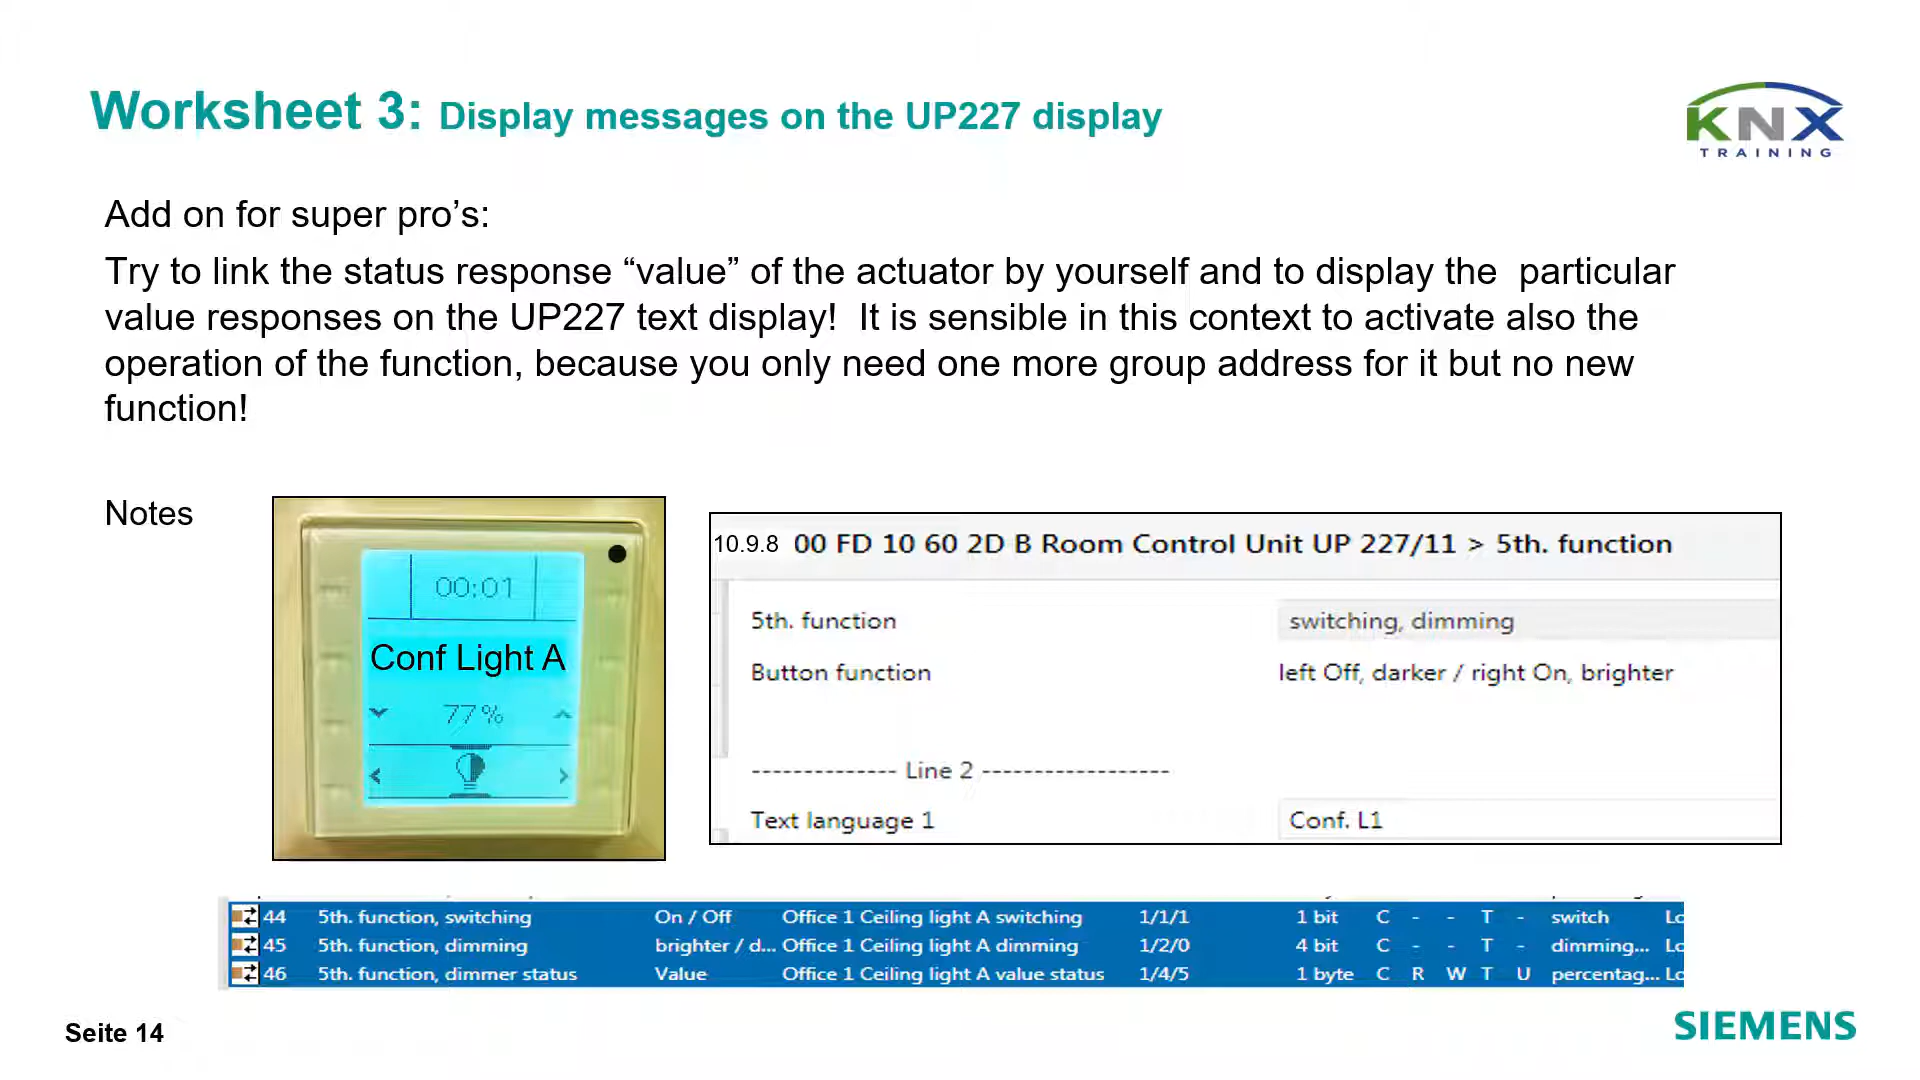 Worksheet 3: Display messages on the UP227 display
KNX
TRAINING
Add on for super pro’s:
Try to link the status response “value” of the actuator by yourself and to display the particular
value responses on the UP227 text display! It is sensible in this context to activate also the
operation of the function, because you only need one more group address for it but no new
function!
Notes
00:01
Conf Light A
77%
10.9.8 00 FD 10 60 2D B Room Control Unit UP 227/11 > 5th. function
5th. function switching, dimming
Button function left Off, darker / right On, brighter
-------------- Line 2 ------------------
Text language 1 Conf. L1
44 5th. function, switching On / Off Office 1 Ceiling light A switching 1/1/1 1 bit C - - T - switch Lo
45 5th. function, dimming brighter / d... Office 1 Ceiling light A dimming 1/2/0 4 bit C - - T - dimming... Lo
46 5th. function, dimmer status Value Office 1 Ceiling light A value status 1/4/5 1 byte C R W T U percentag... Lo
Seite 14
SIEMENS